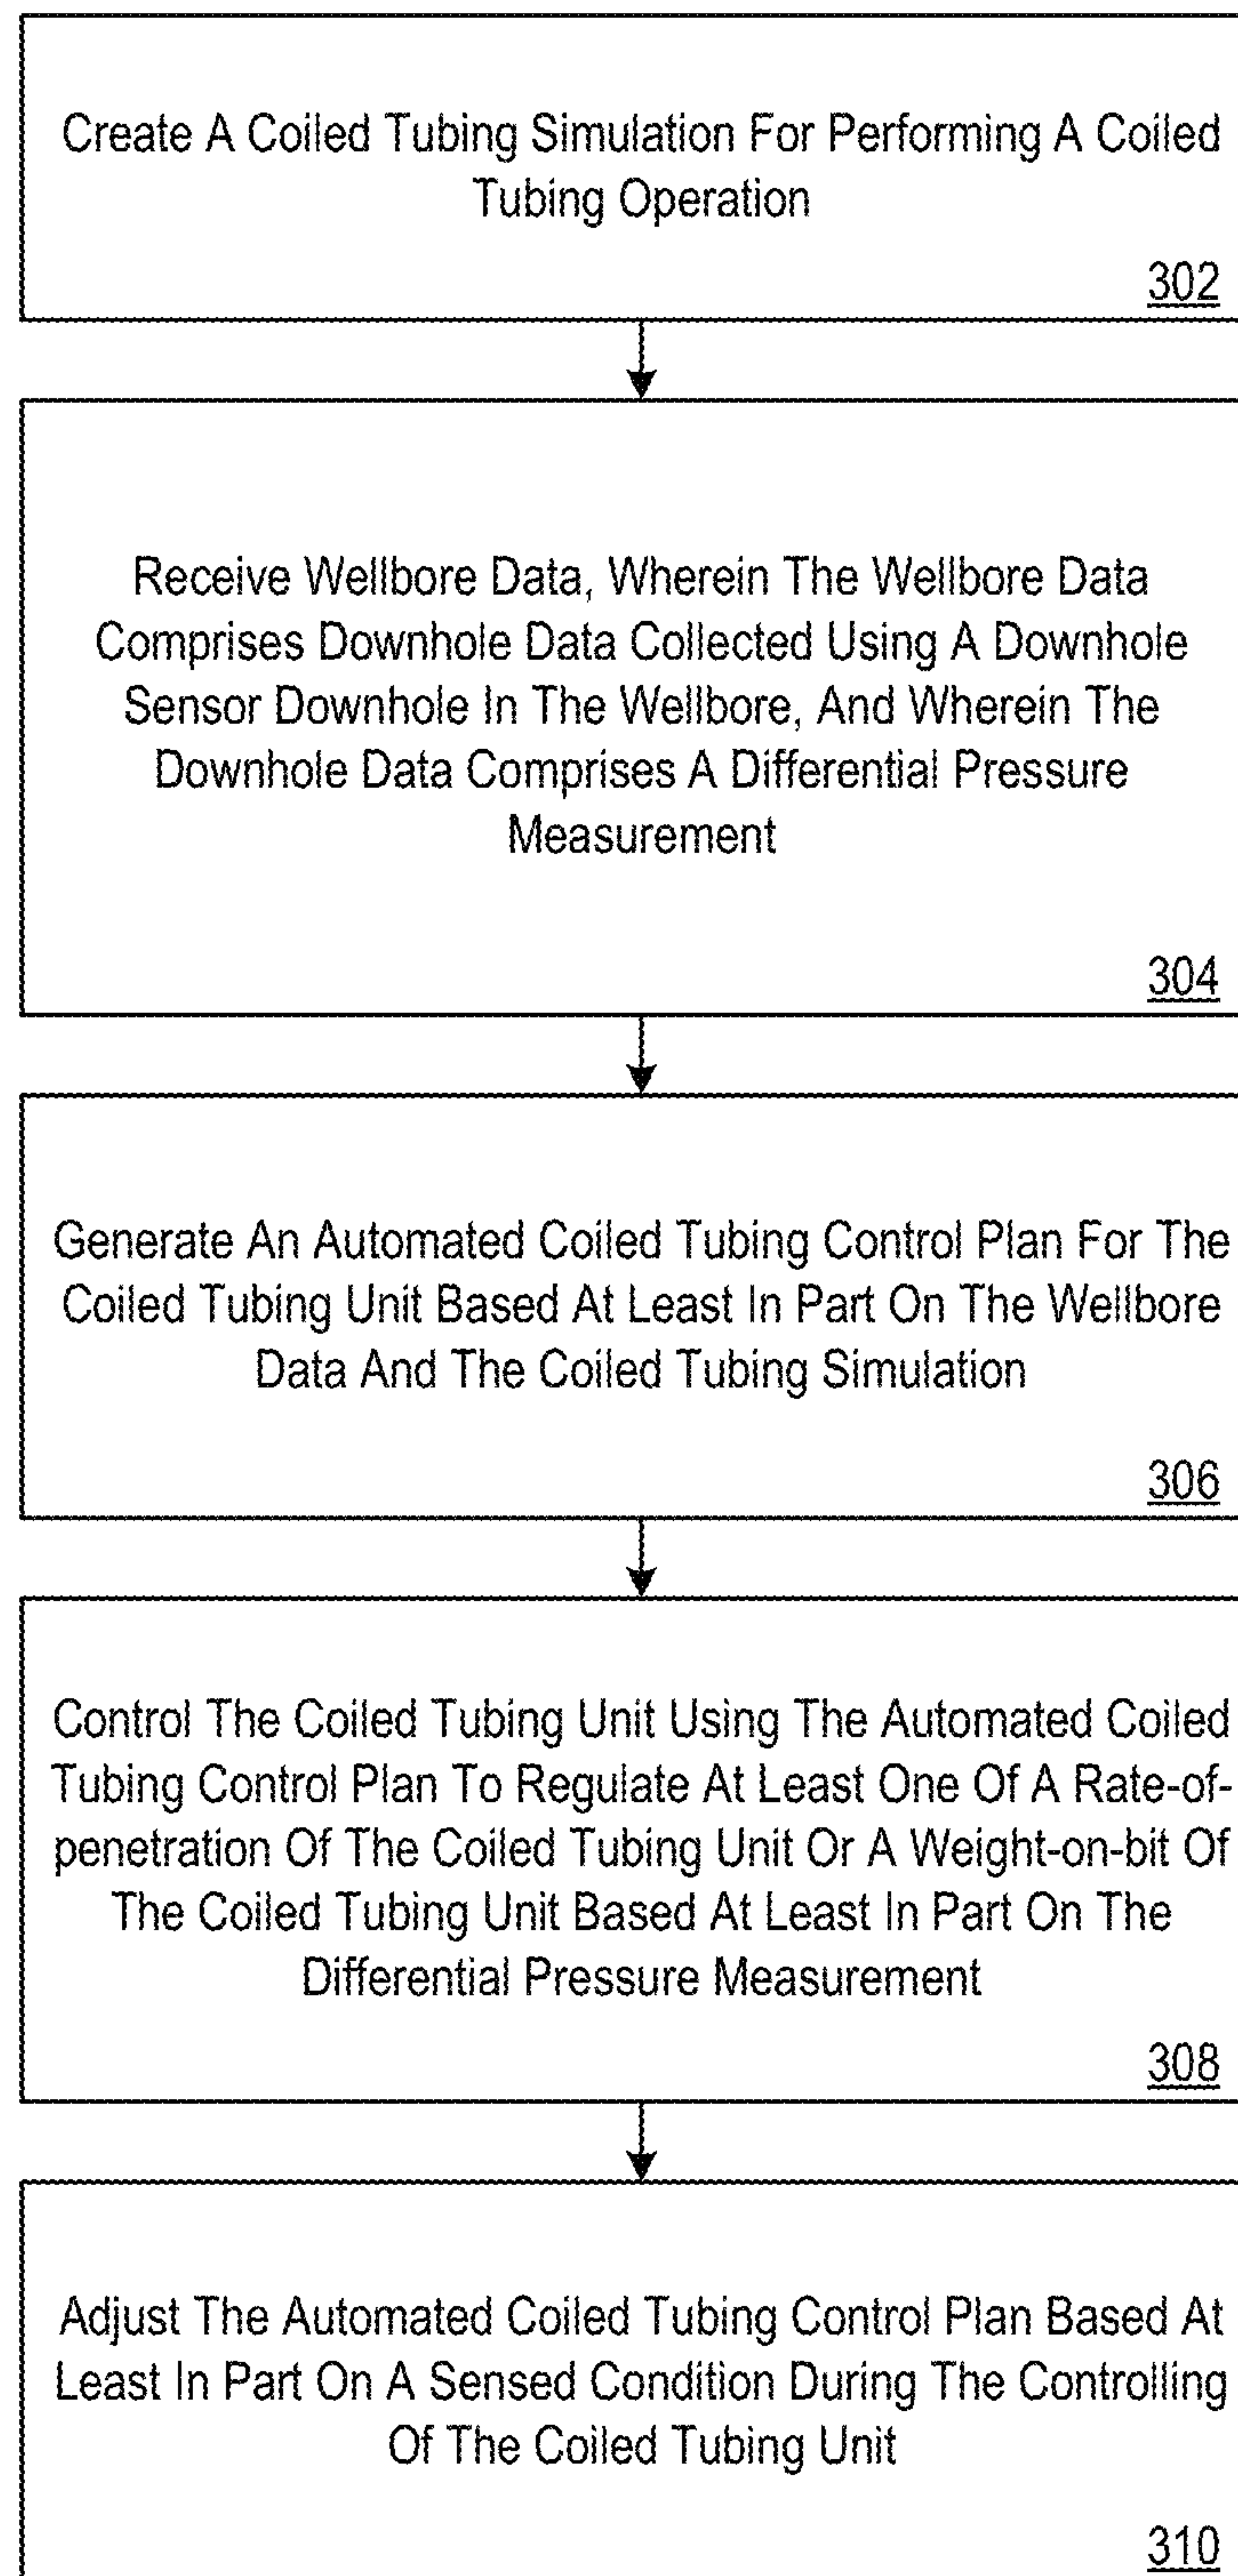 Create A Coiled Tubing Simulation For Performing A Coiled
Tubing Operation
302
Receive Wellbore Data, Wherein The Wellbore Data
Comprises Downhole Data Collected Using A Downhole
Sensor Downhole In The Wellbore, And Wherein The
Downhole Data Comprises A Differential Pressure
Measurement
304
Generate An Automated Coiled Tubing Control Plan For The
Coiled Tubing Unit Based At Least In Part On The Wellbore
Data And The Coiled Tubing Simulation
306
Control The Coiled Tubing Unit Using The Automated Coiled
Tubing Control Plan To Regulate At Least One Of A Rate-of-
penetration Of The Coiled Tubing Unit Or A Weight-on-bit Of
The Coiled Tubing Unit Based At Least In Part On The
Differential Pressure Measurement
308
Adjust The Automated Coiled Tubing Control Plan Based At
Least In Part On A Sensed Condition During The Controlling
Of The Coiled Tubing Unit
310